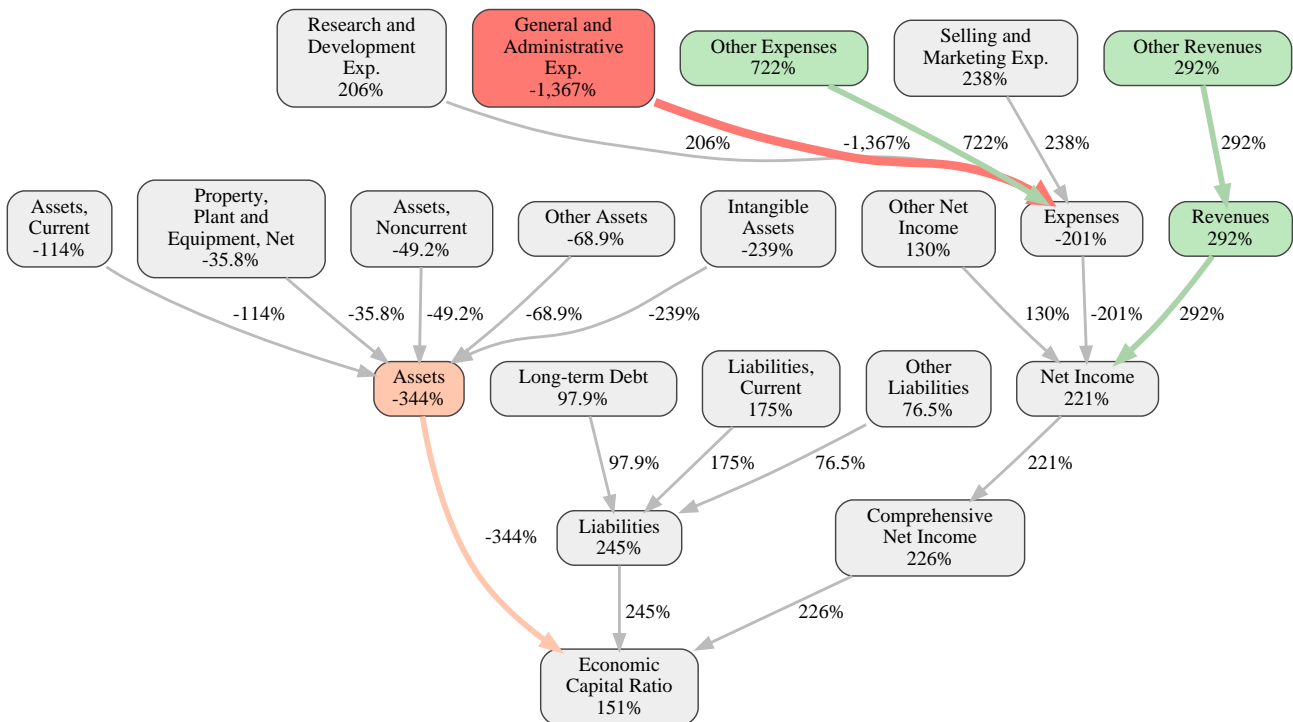 Research and
Development
Exp.
206%
General and
Administrative
Exp.
-1,367%
Other Expenses
722%
Selling and
Marketing Exp.
238%
Other Revenues
292%
206%
-1,367%
722%
238%
292%
Assets,
Current
-114%
Property,
Plant and
Equipment, Net
-35.8%
Assets,
Noncurrent
-49.2%
Other Assets
-68.9%
Intangible
Assets
-239%
Other Net
Income
130%
Expenses
-201%
Revenues
292%
-114%
-35.8%
-49.2%
-68.9%
-239%
130%
-201%
292%
Assets
-344%
Long-term Debt
97.9%
Liabilities,
Current
175%
Other
Liabilities
76.5%
Net Income
221%
97.9%
175%
76.5%
221%
-344%
Liabilities
245%
Comprehensive
Net Income
226%
245%
226%
Economic
Capital Ratio
151%